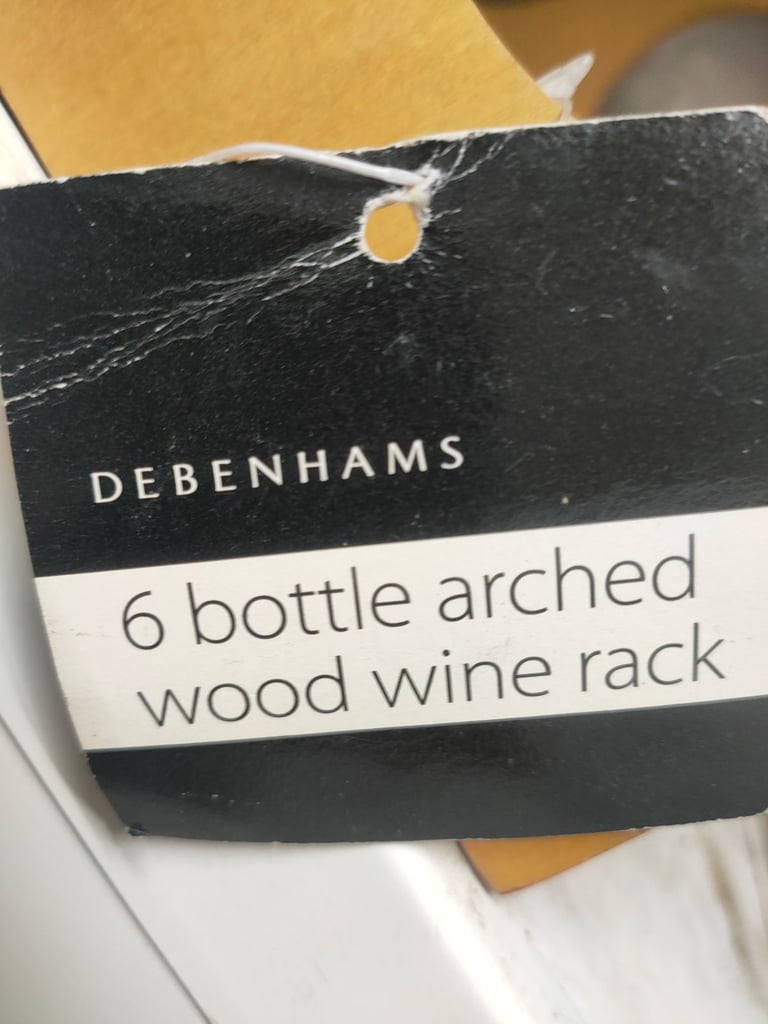 DEBENHAMS
6 bottle arched
wood wine rack